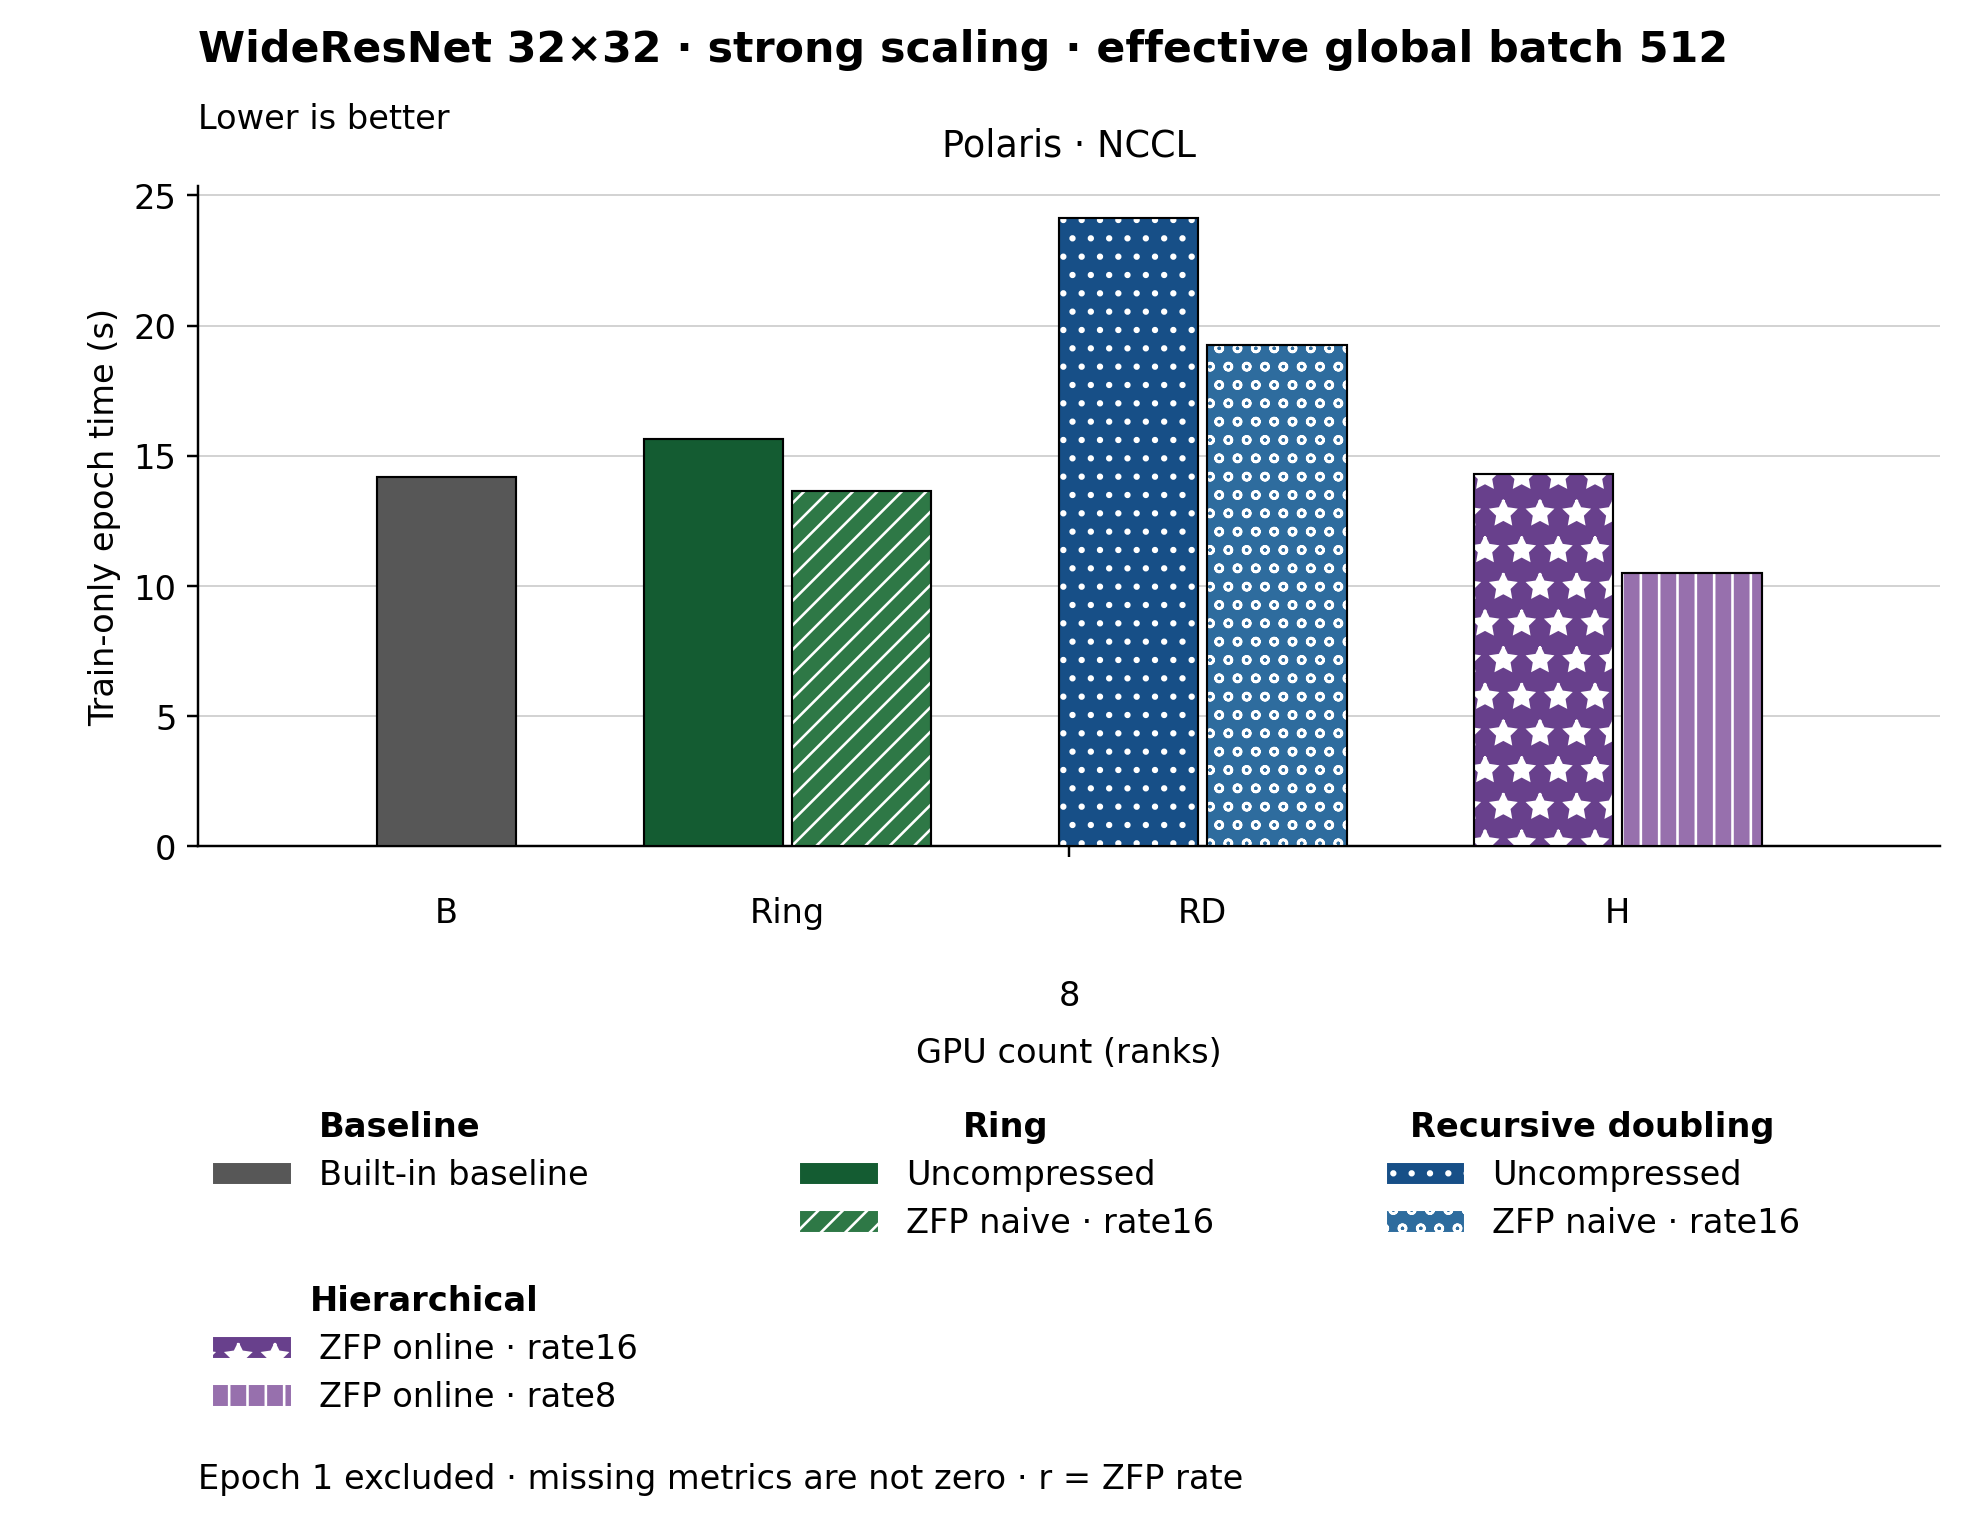 WideResNet 32×32 · strong scaling · effective global batch 512
Lower is better
Polaris · NCCL
Train-only epoch time (s)
25
20
15
10
5
0
B Ring RD H
8
GPU count (ranks)
Baseline
Built-in baseline
Ring
Uncompressed
ZFP naive · rate16
Recursive doubling
Uncompressed
ZFP naive · rate16
Hierarchical
ZFP online · rate16
ZFP online · rate8
Epoch 1 excluded · missing metrics are not zero · r = ZFP rate